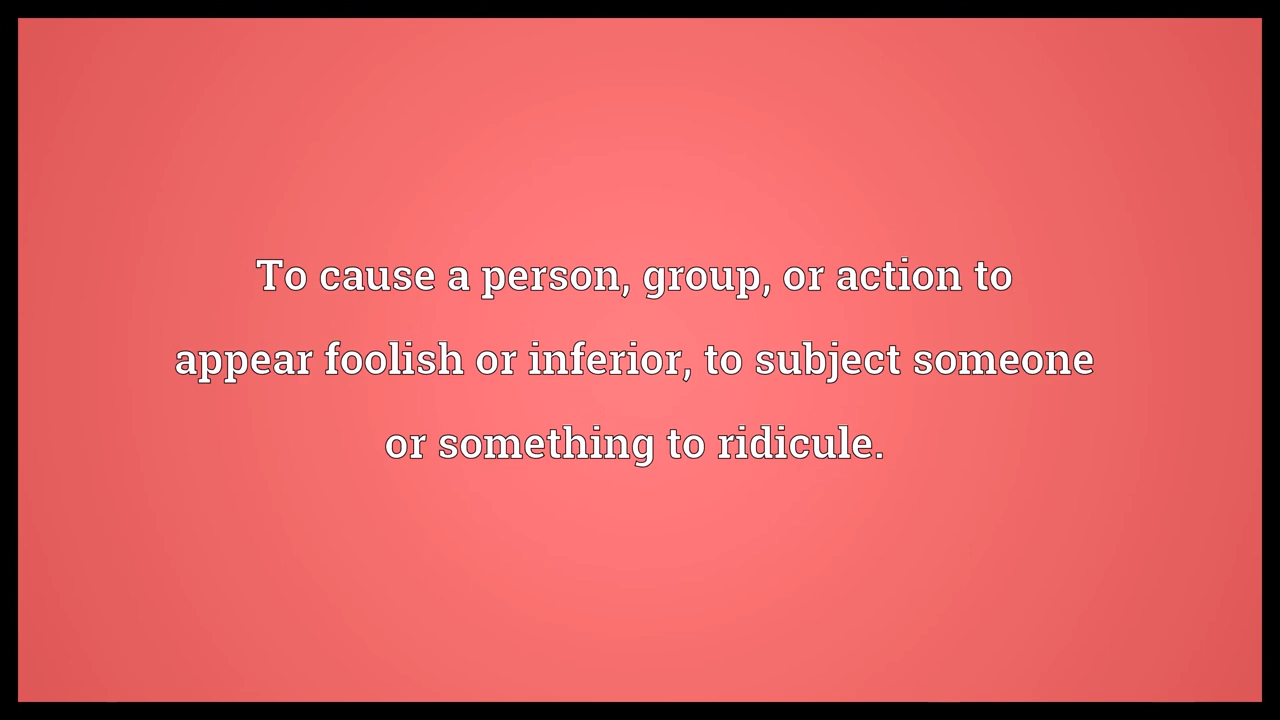 To cause a person, group, or action to
appear foolish or inferior, to subject someone
or something to ridicule.